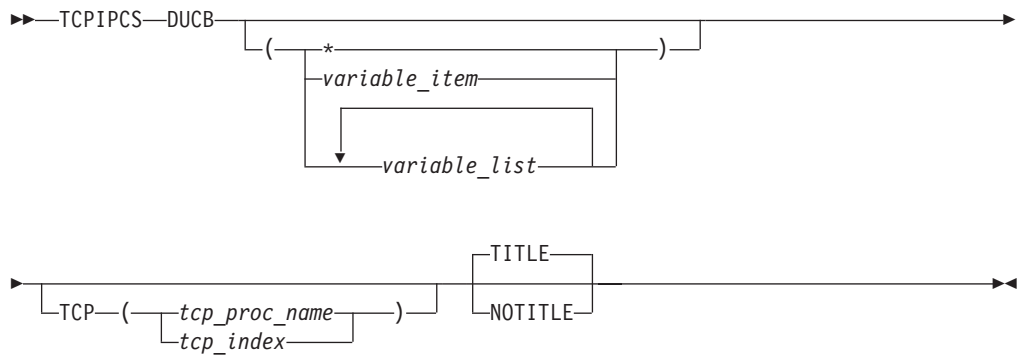 TCPIPCS DUCB
( * )
variable_item
variable_list
TITLE
TCP ( tcp_proc_name ) NOTITLE
tcp_index